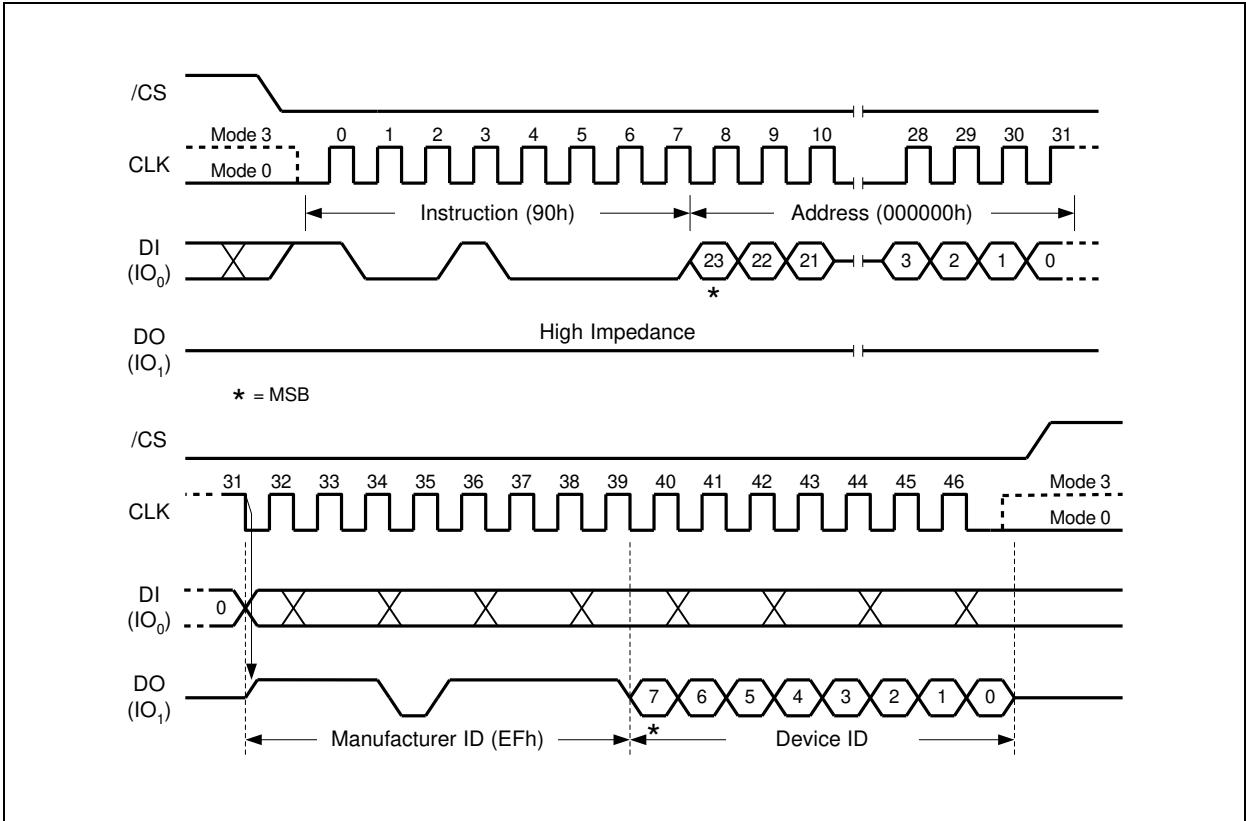 /CS
Mode 3 0 1 2 3 4 5 6 7 8 9 10 28 29 30 31
CLK Mode 0
Instruction (90h) Address (000000h)
DI
(IO₀)
23 22 21 3 2 1 0
*
High Impedance
DO
(IO₁)
* = MSB
/CS
31 32 33 34 35 36 37 38 39 40 41 42 43 44 45 46 Mode 3
CLK Mode 0
DI
(IO₀)
0
DO
(IO₁)
7 6 5 4 3 2 1 0
*
Manufacturer ID (EFh) Device ID